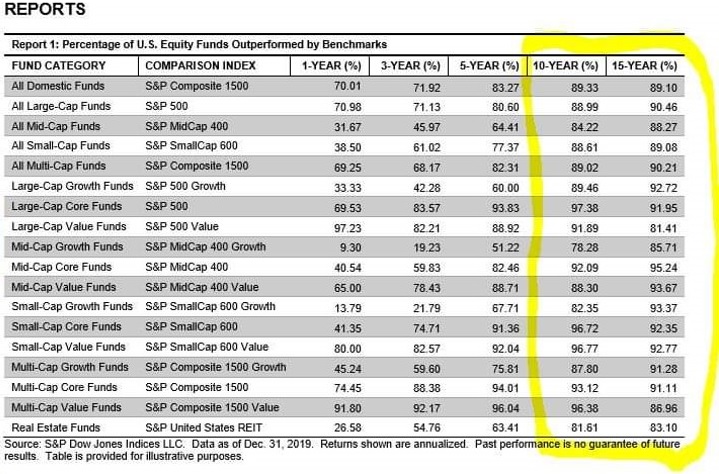 REPORTS
Report 1: Percentage of U.S. Equity Funds Outperformed by Benchmarks
FUND CATEGORY COMPARISON INDEX 1-YEAR (%) 3-YEAR (%) 5-YEAR (%) 10-YEAR (%) 15-YEAR (%)
All Domestic Funds S&P Composite 1500 70.01 71.92 83.27 89.33 89.10
All Large-Cap Funds S&P 500 70.98 71.13 80.60 88.99 90.46
All Mid-Cap Funds S&P MidCap 400 31.67 45.97 64.41 84.22 88.27
All Small-Cap Funds S&P SmallCap 600 38.50 61.02 77.37 88.61 89.08
All Multi-Cap Funds S&P Composite 1500 69.25 68.17 82.31 89.02 90.21
Large-Cap Growth Funds S&P 500 Growth 33.33 42.28 60.00 89.46 92.72
Large-Cap Core Funds S&P 500 69.53 83.57 93.83 97.38 91.95
Large-Cap Value Funds S&P 500 Value 97.23 82.21 88.92 91.89 81.41
Mid-Cap Growth Funds S&P MidCap 400 Growth 9.30 19.23 51.22 78.28 85.71
Mid-Cap Core Funds S&P MidCap 400 40.54 59.83 82.46 92.09 95.24
Mid-Cap Value Funds S&P MidCap 400 Value 65.00 78.43 88.71 88.30 93.67
Small-Cap Growth Funds S&P SmallCap 600 Growth 13.79 21.79 67.71 82.35 93.37
Small-Cap Core Funds S&P SmallCap 600 41.35 74.71 91.36 96.72 92.35
Small-Cap Value Funds S&P SmallCap 600 Value 80.00 82.57 92.04 96.77 92.77
Multi-Cap Growth Funds S&P Composite 1500 Growth 45.24 59.60 75.81 87.80 91.28
Multi-Cap Core Funds S&P Composite 1500 74.45 88.38 94.01 93.12 91.11
Multi-Cap Value Funds S&P Composite 1500 Value 91.80 92.17 96.04 96.38 86.96
Real Estate Funds S&P United States REIT 26.58 54.76 63.41 81.61 83.10
Source: S&P Dow Jones Indices LLC. Data as of Dec. 31, 2019. Returns shown are annualized. Past performance is no guarantee of future
results. Table is provided for illustrative purposes.